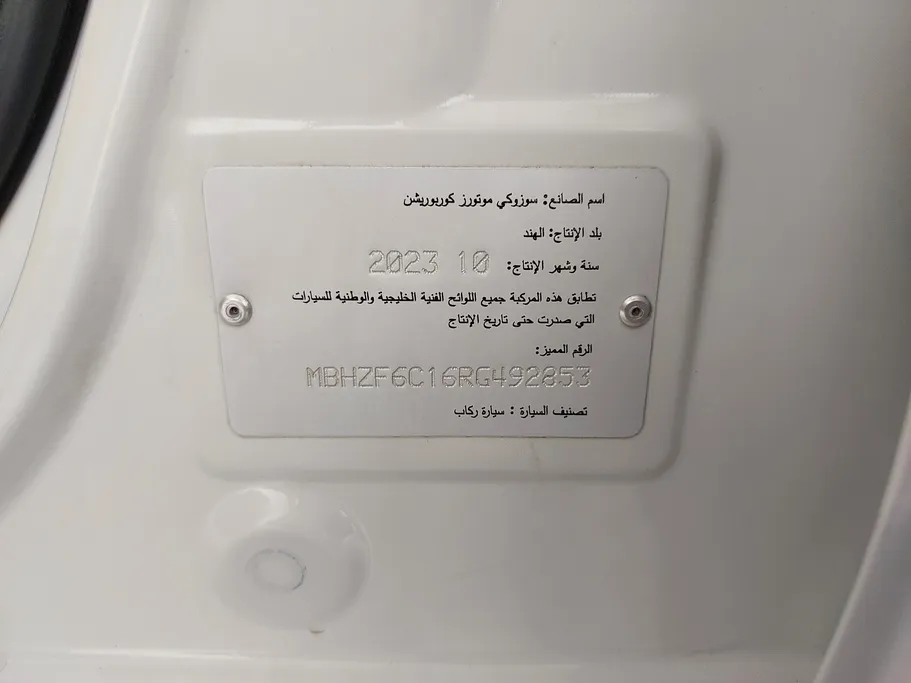 اسم الصانع: سوزوكي موتورز كوربوريشن
بلد الإنتاج: الهند
سنة وشهر الإنتاج: 2023 10
تطابق هذه المركبة جميع اللوائح الفنية الخليجية والوطنية للسيارات
التي صدرت حتى تاريخ الإنتاج
الرقم المميز:
MBHZF6C16RG492853
تصنيف السيارة : سيارة ركاب